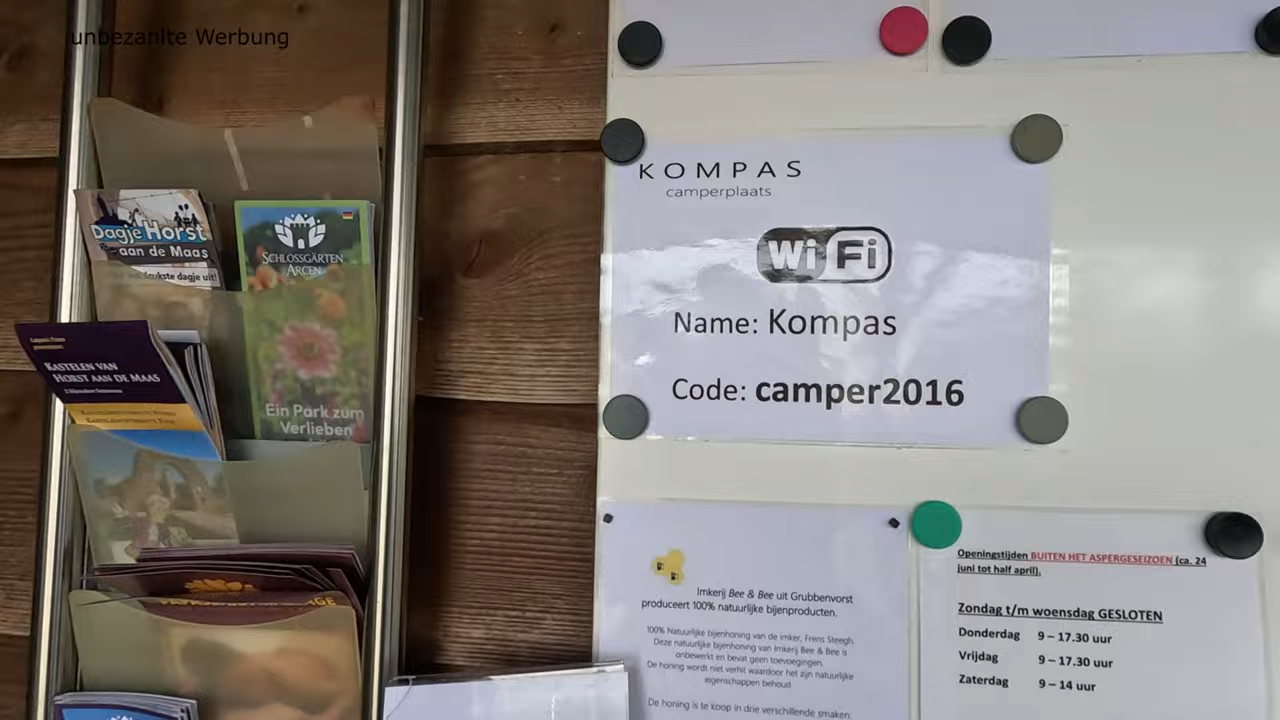 unbezahlte Werbung
Dagje Horst
aan de Maas
leukste dagje uit!
SCHLOSSGÄRTEN
ARCEN
Ein Park zum
Verlieben
KASTELEN VAN
HORST AAN DE MAAS
KOMPAS
camperplaats
WiFi
Name: Kompas
Code: camper2016
Imkerij Bee & Bee uit Grubbenvorst
produceert 100% natuurlijke bijenproducten.
100% Natuurlijke bijenhoning van de imker, Frens Steegh.
Deze natuurlijke bijenhoning van Imkerij Bee & Bee is
onbewerkt en bevat geen toevoegingen.
De honing wordt niet verhit waardoor het zijn natuurlijke
eigenschappen behoud
De honing is te koop in drie verschillende smaken:
Openingstijden BUITEN HET ASPERGESEIZOEN (ca. 24
juni tot half april).
Zondag t/m woensdag GESLOTEN
Donderdag 9 – 17.30 uur
Vrijdag 9 – 17.30 uur
Zaterdag 9 – 14 uur